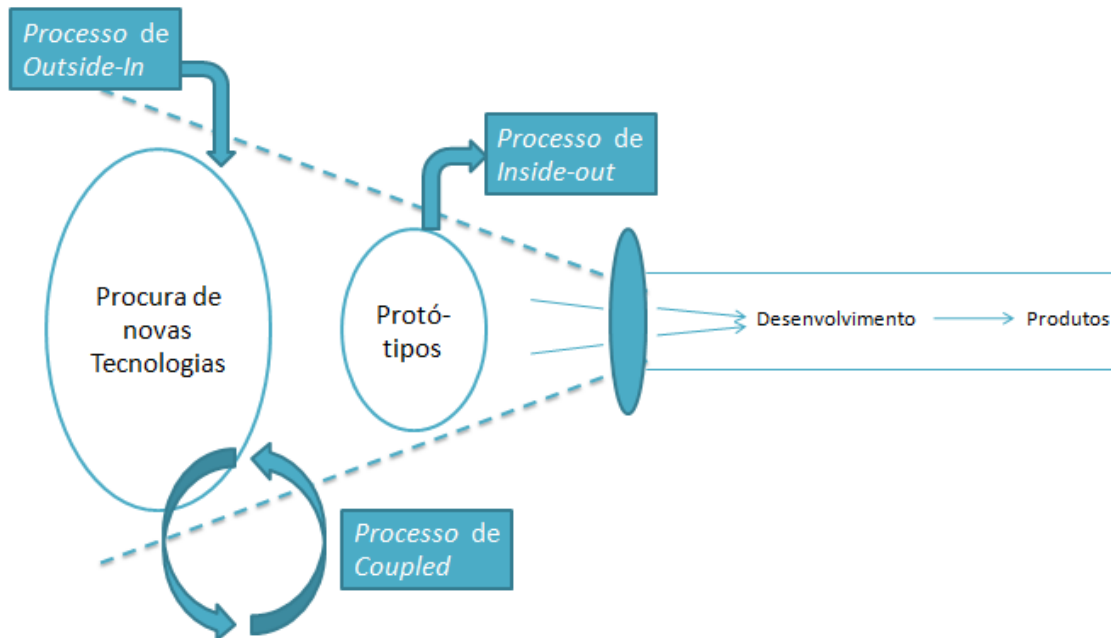 Processo de
Outside-In
Processo de
Inside-out
Procura de
novas
Tecnologias
Protó-
tipos
Desenvolvimento
Produtos
Processo de
Coupled